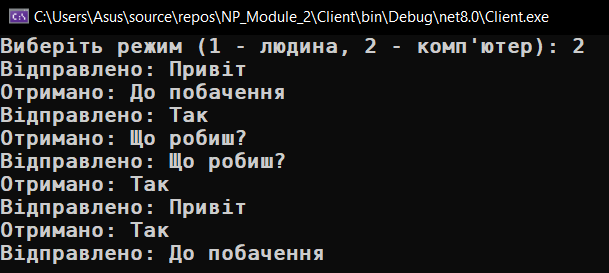 C:\Users\Asus\source\repos\NP_Module_2\Client\bin\Debug\net8.0\Client.exe
Виберіть режим (1 - людина, 2 - комп'ютер): 2
Відправлено: Привіт
Отримано: До побачення
Відправлено: Так
Отримано: Що робиш?
Відправлено: Що робиш?
Отримано: Так
Відправлено: Привіт
Отримано: Так
Відправлено: До побачення